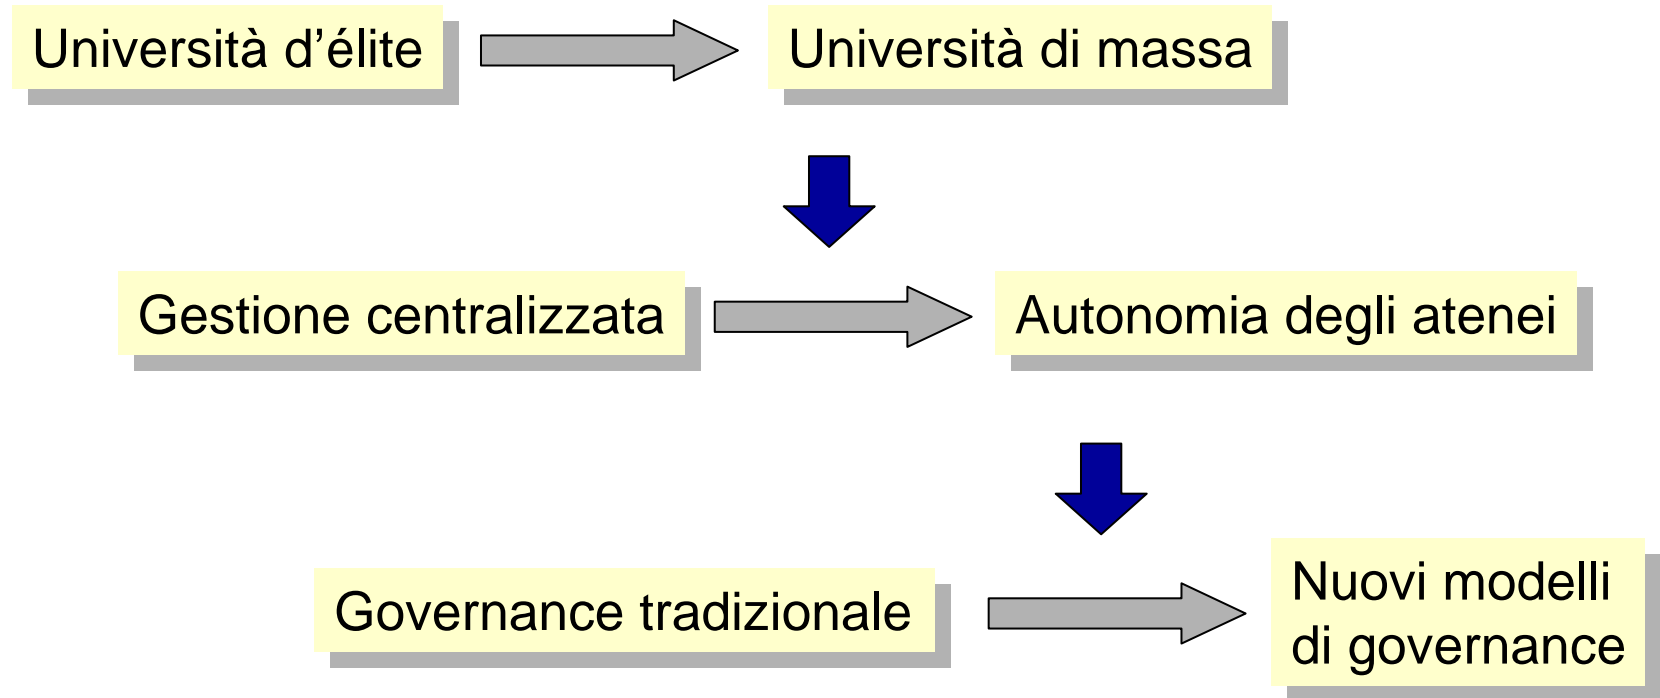 Università d’élite
Università di massa
Gestione centralizzata
Autonomia degli atenei
Governance tradizionale
Nuovi modelli
di governance